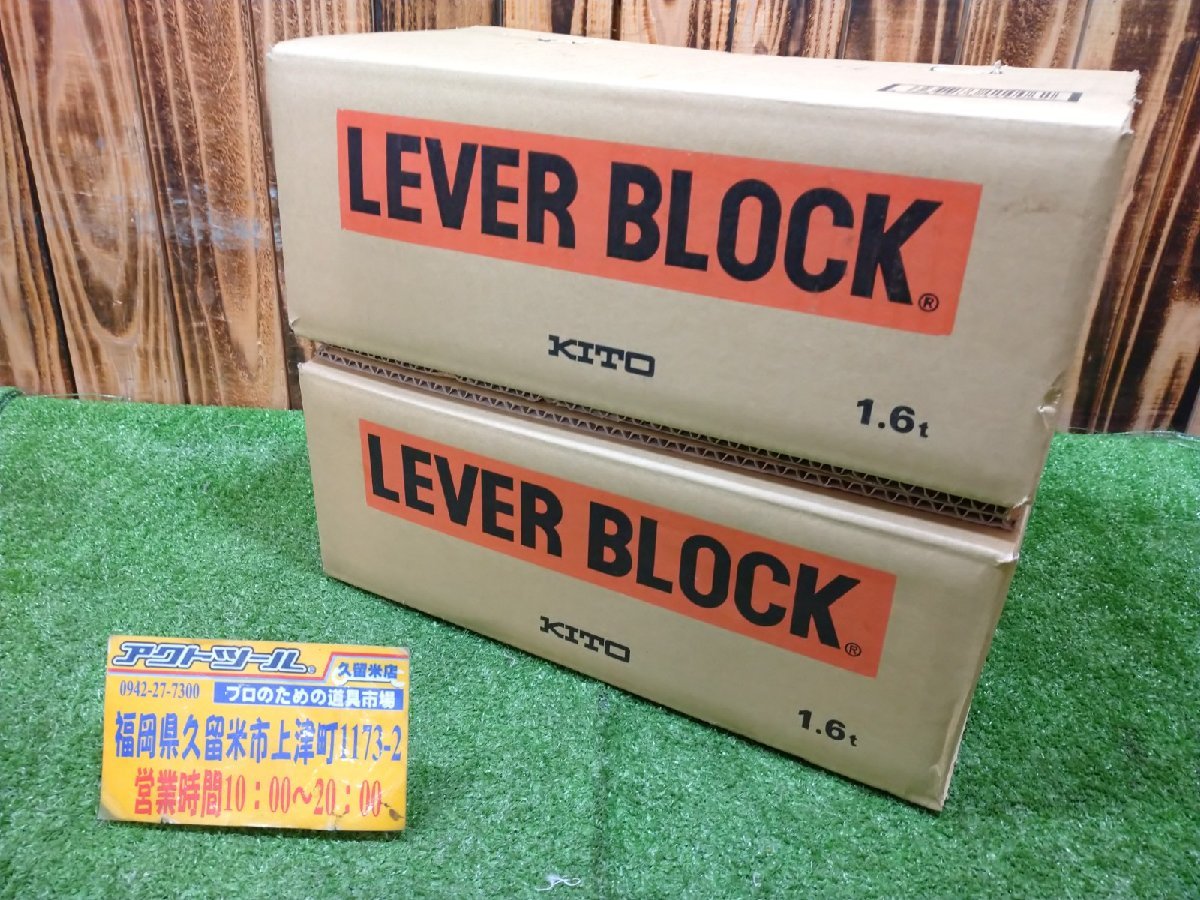 LEVER BLOCK®
KITO
1.6t
LEVER BLOCK®
KITO
1.6t
アクトツール®
久留米店
0942-27-7300
プロのための道具市場
福岡県久留米市上津町1173-2
営業時間10：00～20：00